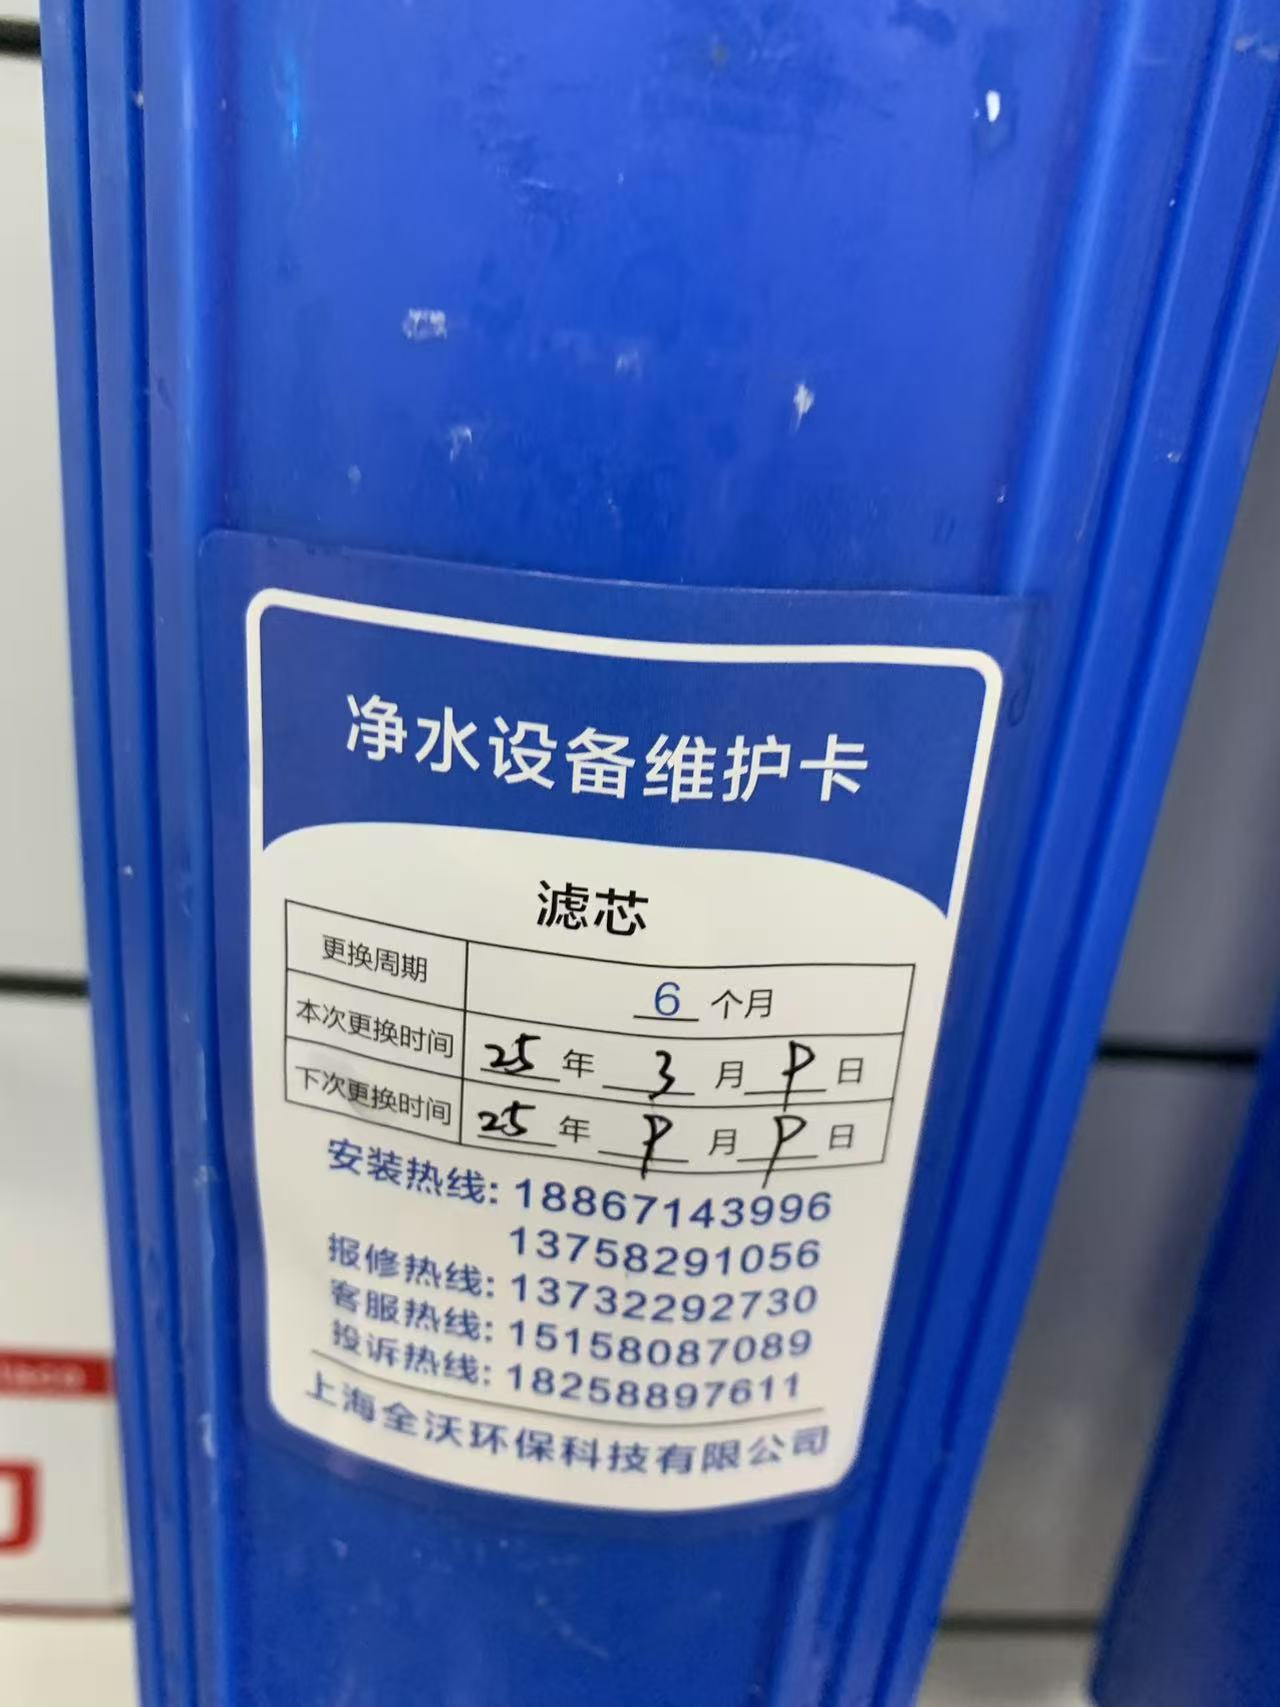 净水设备维护卡
滤芯
更换周期 6 个月
本次更换时间 25 年 3 月 9 日
下次更换时间 25 年 9 月 9 日
安装热线: 18867143996
13758291056
报修热线: 13732292730
客服热线: 15158087089
投诉热线: 18258897611
上海全沃环保科技有限公司